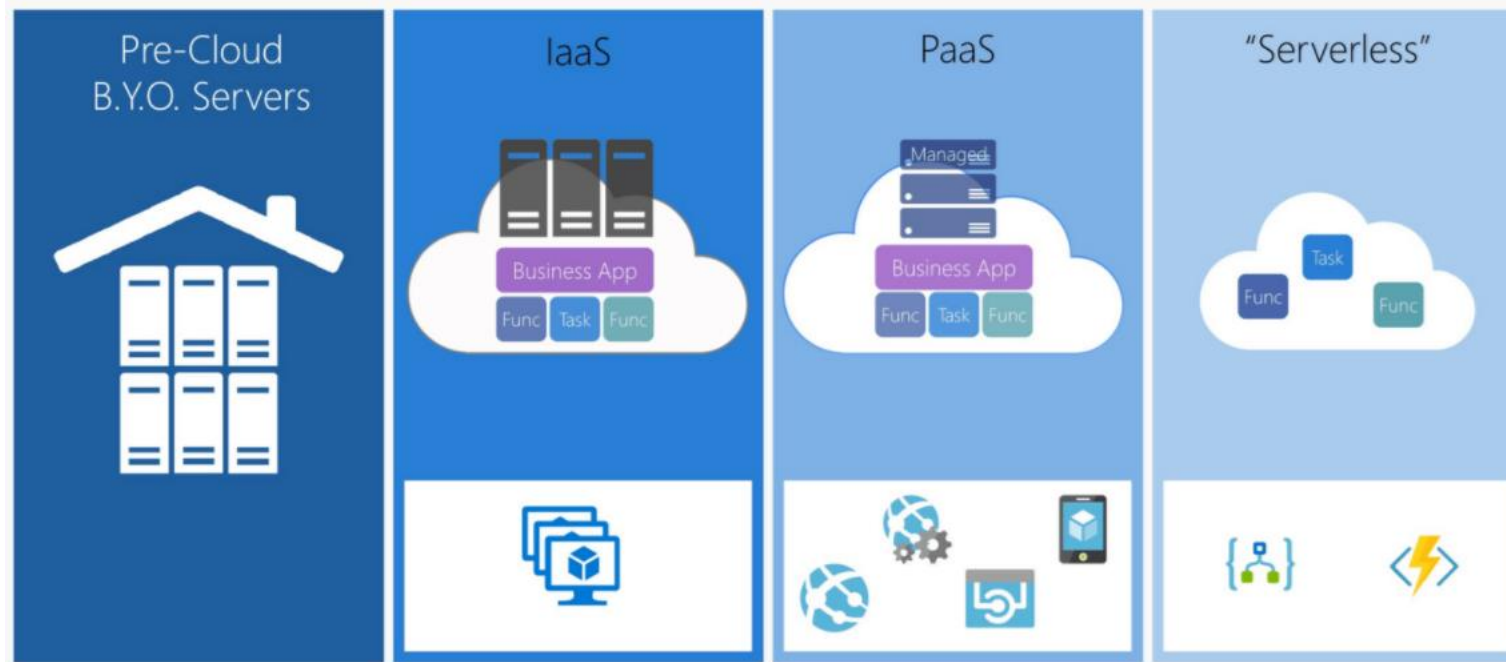 Pre-Cloud
B.Y.O. Servers
IaaS
Business App
Func
Task
Func
PaaS
Managed
Business App
Func
Task
Func
“Serverless”
Task
Func
Func